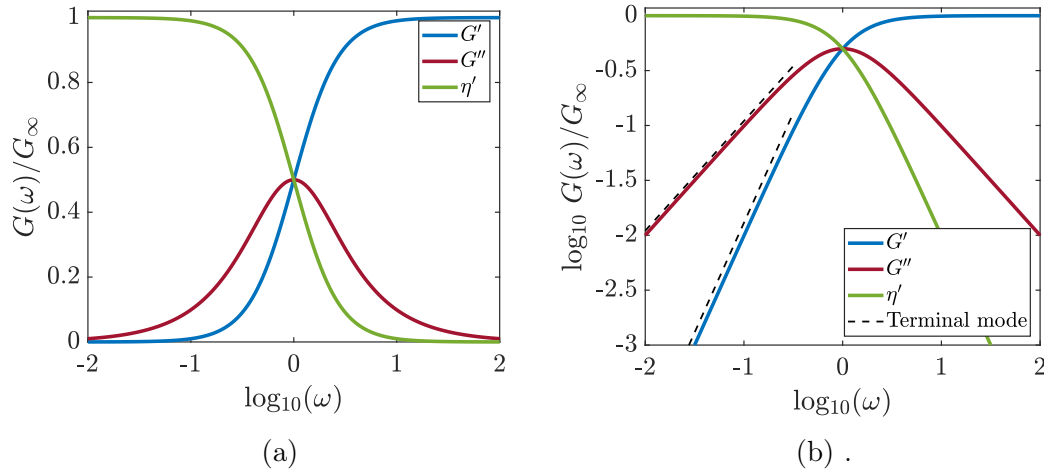 1
0.8
0.6
0.4
0.2
0
G(ω)/G∞
-2
-1
0
1
2
log₁₀(ω)
G′
G″
η′
(a)
0
-0.5
-1
-1.5
-2
-2.5
-3
log₁₀ G(ω)/G∞
-2
-1
0
1
2
log₁₀(ω)
G′
G″
η′
Terminal mode
(b) .